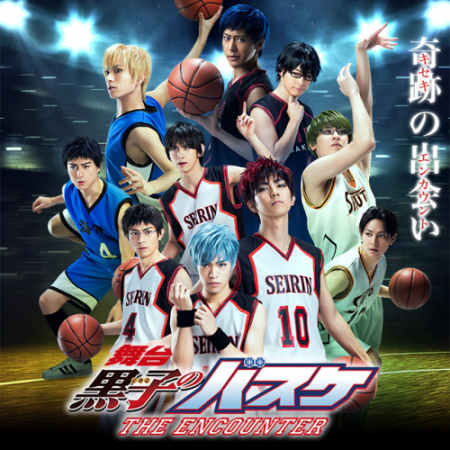 奇跡の出会い
キセキ
エンカウント
SEIRIN
SEIRIN
SEIRIN
4
10
舞台
黒子のバスケ
THE ENCOUNTER